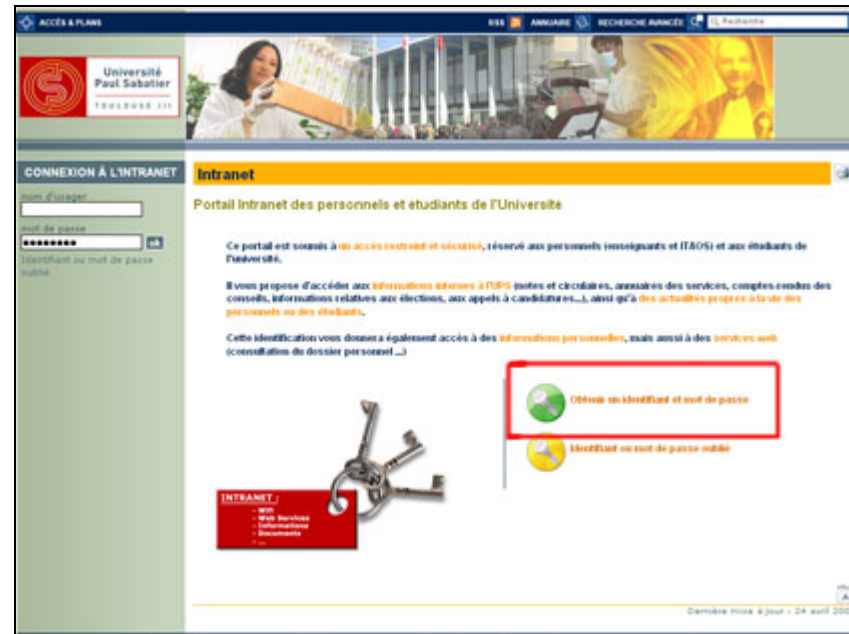 ACCÈS & PLANS
RSS ANNUAIRE RECHERCHE AVANCÉE Recherche
Université
Paul Sabatier
TOULOUSE III
CONNEXION À L'INTRANET
nom d'usager
mot de passe
ok
Identifiant ou mot de passe
oublié
Intranet
Portail Intranet des personnels et etudiants de l'Université
Ce portail est soumis à un accès restreint et sécurisé, réservé aux personnels (enseignants et ITAOS) et aux étudiants de
l'université.
Il vous propose d'accéder aux informations internes à l'UPS (notes et circulaires, annuaires des services, comptes rendus des
conseils, informations relatives aux élections, aux appels à candidatures...), ainsi qu'à des actualités propres à la vie des
personnels ou des étudiants.
Cette identification vous donnera également accès à des informations personnelles, mais aussi à des services web
(consultation du dossier personnel ...)
Obtenir un identifiant et mot de passe
Identifiant ou mot de passe oublié
INTRANET :
- Wifi
- Web Services
- Informations
- Documents
- ...
Dernière mise à jour : 24 avril